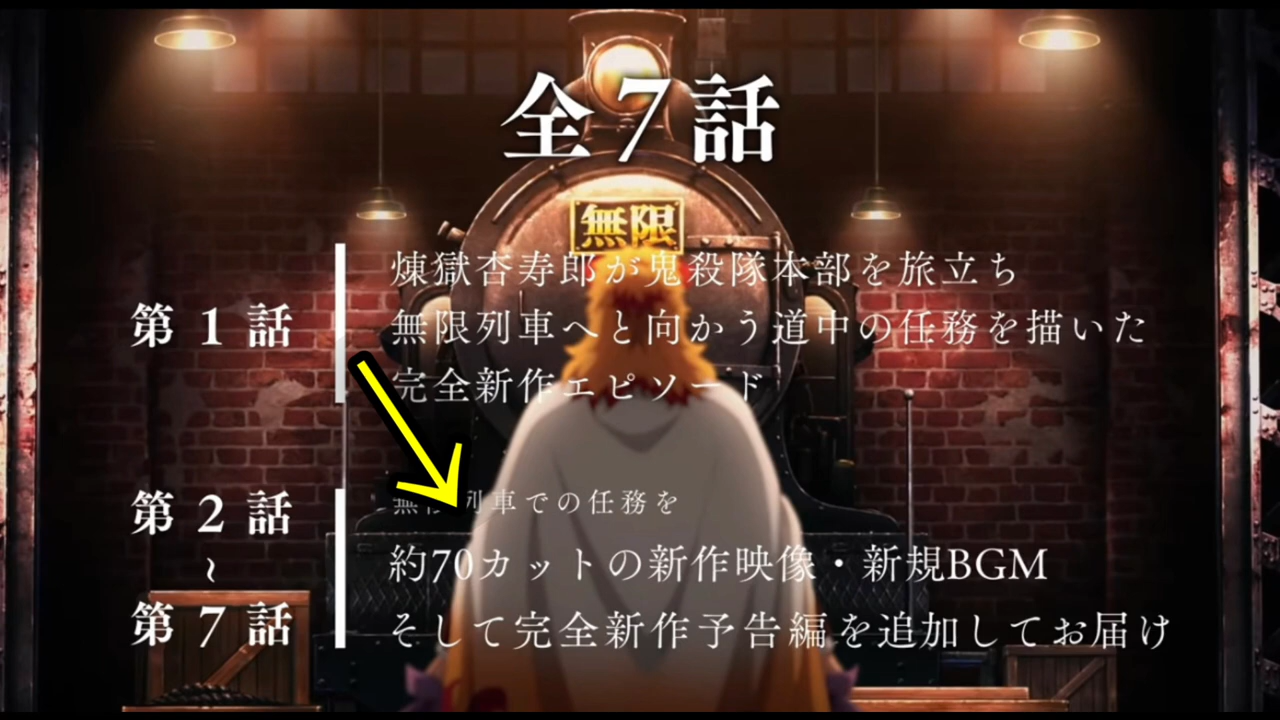 全7話
無限
第1話
煉獄杏寿郎が鬼殺隊本部を旅立ち
無限列車へと向かう道中の任務を描いた
完全新作エピソード
第2話
〜
第7話
無限列車での任務を
約70カットの新作映像・新規BGM
そして完全新作予告編を追加してお届け